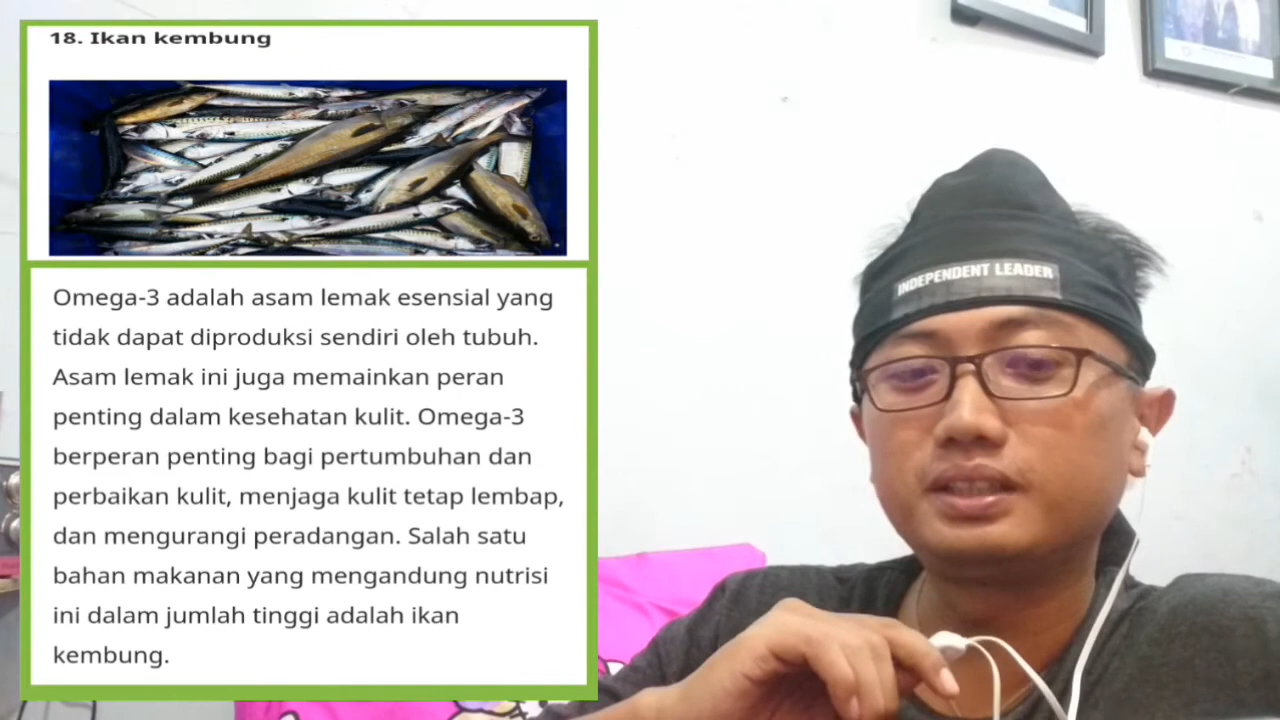 18. Ikan kembung
Omega-3 adalah asam lemak esensial yang
tidak dapat diproduksi sendiri oleh tubuh.
Asam lemak ini juga memainkan peran
penting dalam kesehatan kulit. Omega-3
berperan penting bagi pertumbuhan dan
perbaikan kulit, menjaga kulit tetap lembap,
dan mengurangi peradangan. Salah satu
bahan makanan yang mengandung nutrisi
ini dalam jumlah tinggi adalah ikan
kembung.
INDEPENDENT LEADER